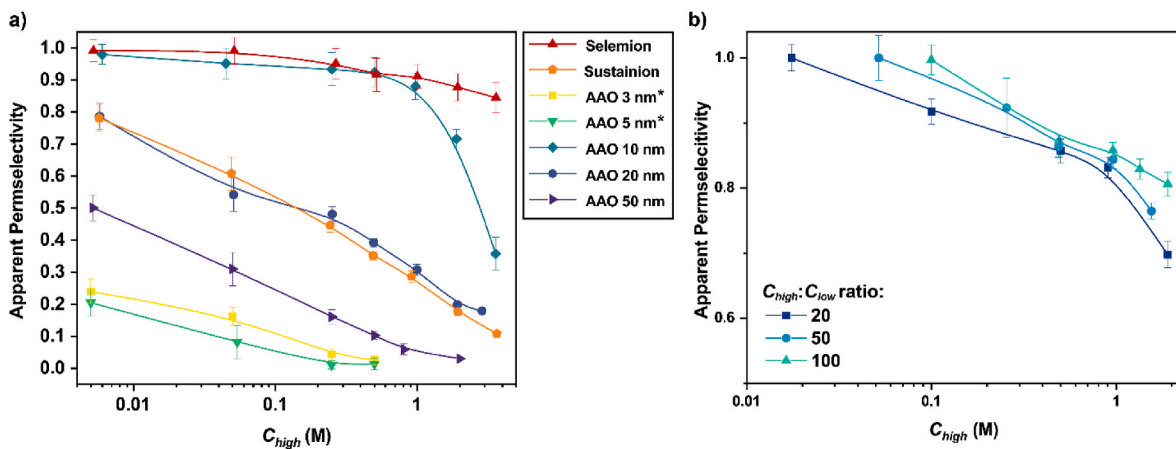 a)
Apparent Permselectivity
1.0
0.9
0.8
0.7
0.6
0.5
0.4
0.3
0.2
0.1
0.0
0.01
0.1
1
C_high (M)
Selemion
Sustainion
AAO 3 nm*
AAO 5 nm*
AAO 10 nm
AAO 20 nm
AAO 50 nm
b)
Apparent Permselectivity
1.0
0.8
0.6
C_high:C_low ratio:
20
50
100
0.01
0.1
1
C_high (M)